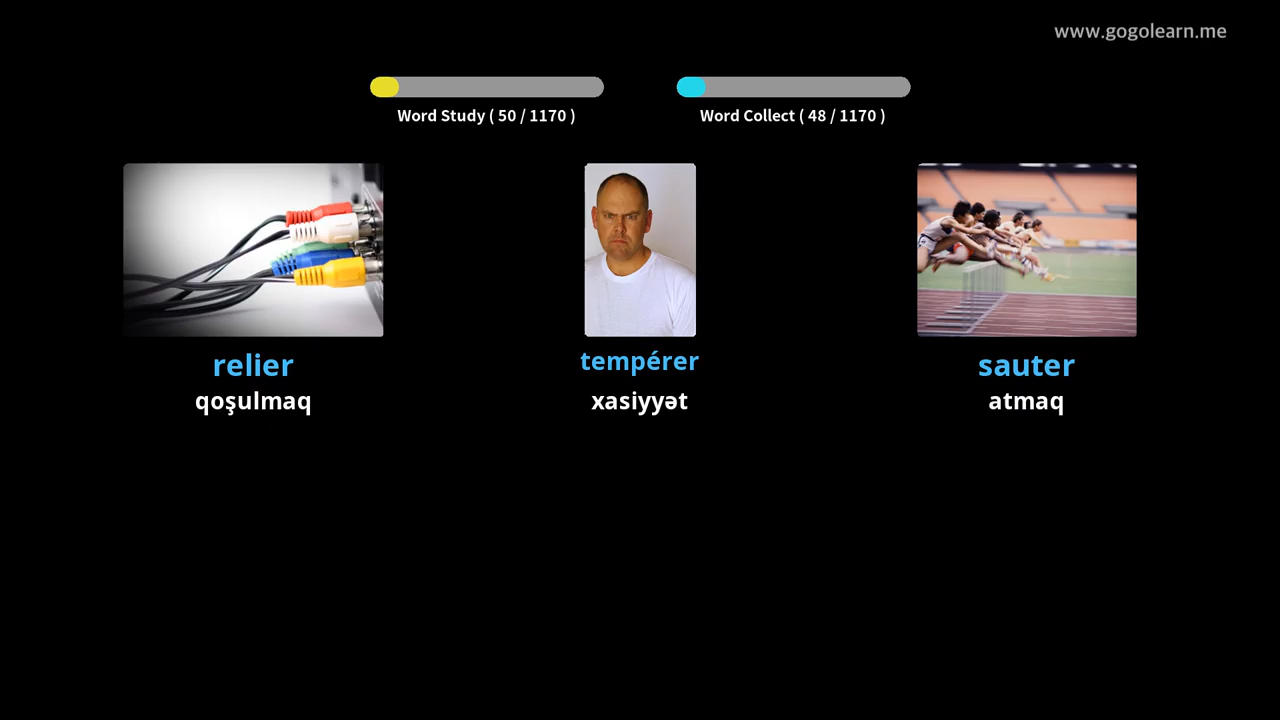 www.gogolearn.me
Word Study ( 50 / 1170 )
Word Collect ( 48 / 1170 )
relier
tempérer
sauter
qoşulmaq
xasiyyət
atmaq